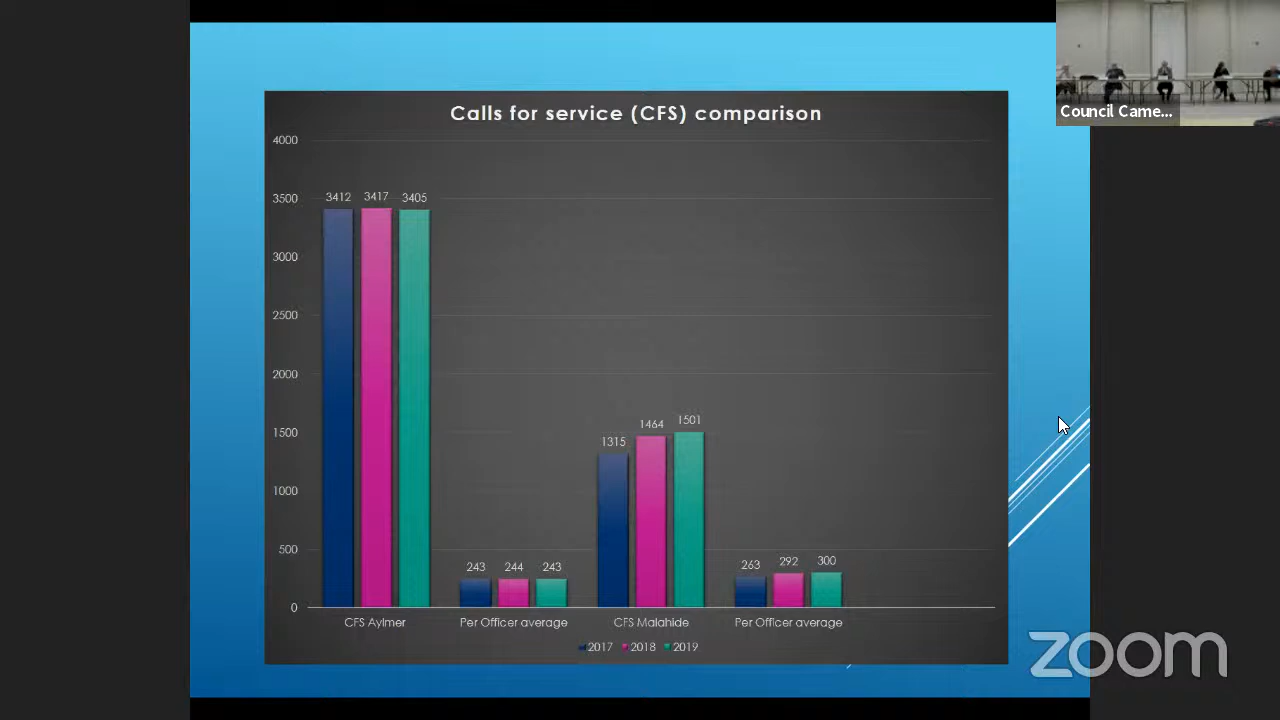 Calls for service (CFS) comparison
Council Came...
4000
3500
3000
2500
2000
1500
1000
500
0
3412 3417 3405
243 244 243
1315 1464 1501
263 292 300
CFS Aylmer Per Officer average CFS Malahide Per Officer average
2017 2018 2019
zoom